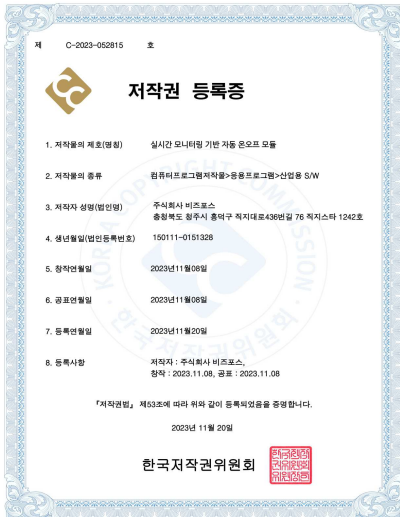 제 C-2023-052815 호
저작권 등록증
1. 저작물의 제호(명칭) 실시간 모니터링 기반 자동 온오프 모듈
2. 저작물의 종류 컴퓨터프로그램저작물>응용프로그램>산업용 S/W
3. 저작자 성명(법인명) 주식회사 비즈포스
충청북도 청주시 흥덕구 직지대로436번길 76 직지스타 1242호
4. 생년월일(법인등록번호) 150111-0151328
5. 창작연월일 2023년11월08일
6. 공표연월일 2023년11월08일
7. 등록연월일 2023년11월20일
8. 등록사항 저작자 : 주식회사 비즈포스,
창작 : 2023.11.08, 공표 : 2023.11.08
『저작권법』 제53조에 따라 위와 같이 등록되었음을 증명합니다.
2023년 11월 20일
한국저작권위원회
KOREA COPYRIGHT COMMISSION
한국저작권위원회